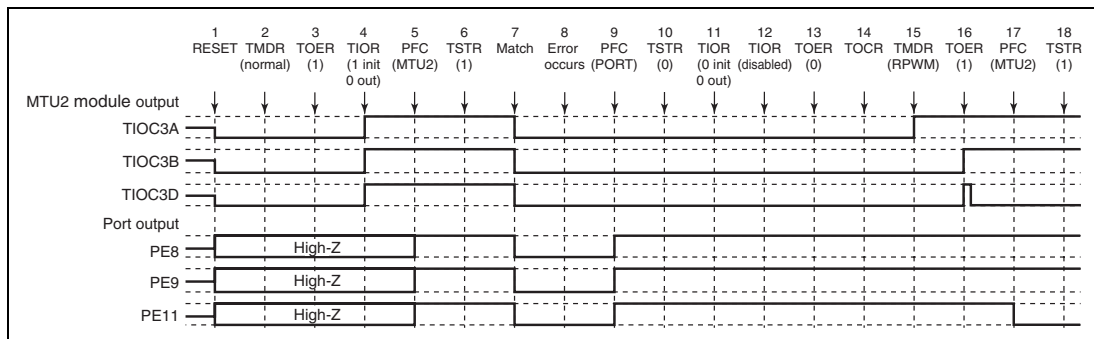 1 2 3 4 5 6 7 8 9 10 11 12 13 14 15 16 17 18
RESET TMDR TOER TIOR PFC TSTR Match Error PFC TSTR TIOR TIOR TOER TOCR TMDR TOER PFC TSTR
(normal) (1) (1 init (MTU2) (1) occurs (PORT) (0) (0 init (disabled) (0) (RPWM) (1) (MTU2) (1)
0 out) 0 out)
MTU2 module output
TIOC3A
TIOC3B
TIOC3D
Port output
PE8 High-Z
PE9 High-Z
PE11 High-Z